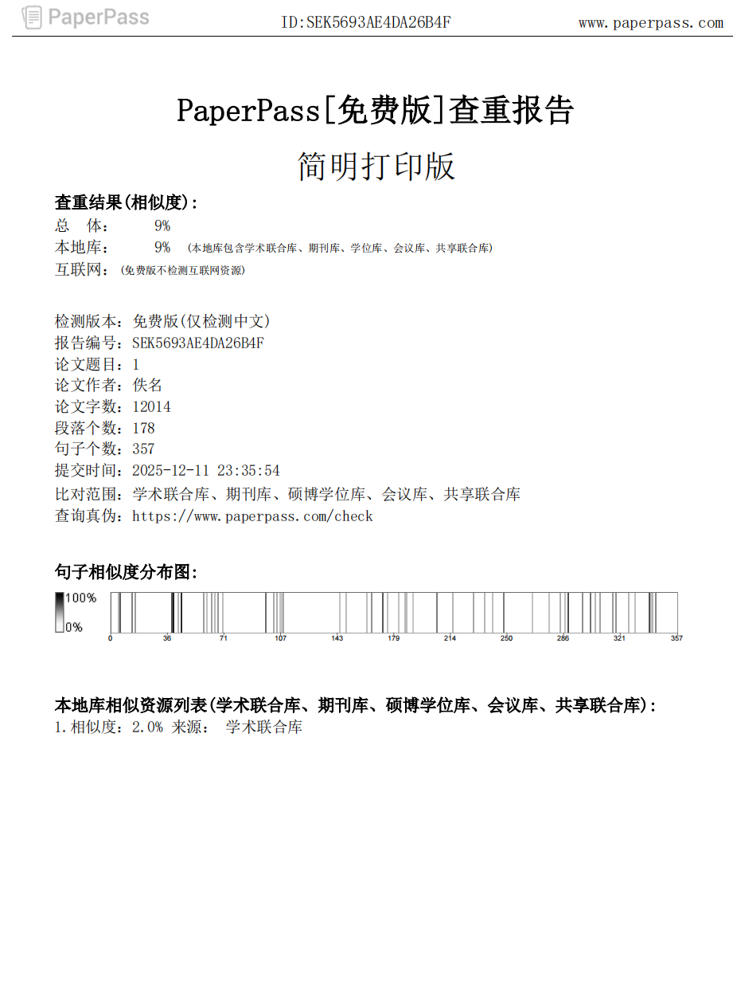 PaperPass ID:SEK5693AE4DA26B4F www.paperpass.com
PaperPass[免费版]查重报告
简明打印版
查重结果(相似度):
总 体: 9%
本地库: 9% (本地库包含学术联合库、期刊库、学位库、会议库、共享联合库)
互联网: (免费版不检测互联网资源)
检测版本: 免费版(仅检测中文)
报告编号: SEK5693AE4DA26B4F
论文题目: 1
论文作者: 佚名
论文字数: 12014
段落个数: 178
句子个数: 357
提交时间: 2025-12-11 23:35:54
比对范围: 学术联合库、期刊库、硕博学位库、会议库、共享联合库
查询真伪: https://www.paperpass.com/check
句子相似度分布图:
100%
0%
0 36 71 107 143 179 214 250 286 321 357
本地库相似资源列表(学术联合库、期刊库、硕博学位库、会议库、共享联合库):
1.相似度: 2.0% 来源: 学术联合库